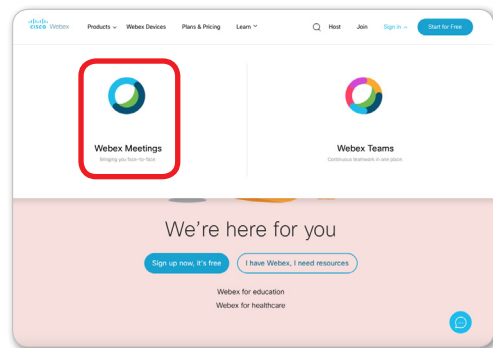 CISCO Webex Products Webex Devices Plans & Pricing Learn Host Join Sign in Start for Free
Webex Meetings
Bringing you face-to-face
Webex Teams
Continuous teamwork in one place
We're here for you
Sign up now, it's free
I have Webex, I need resources
Webex for education
Webex for healthcare